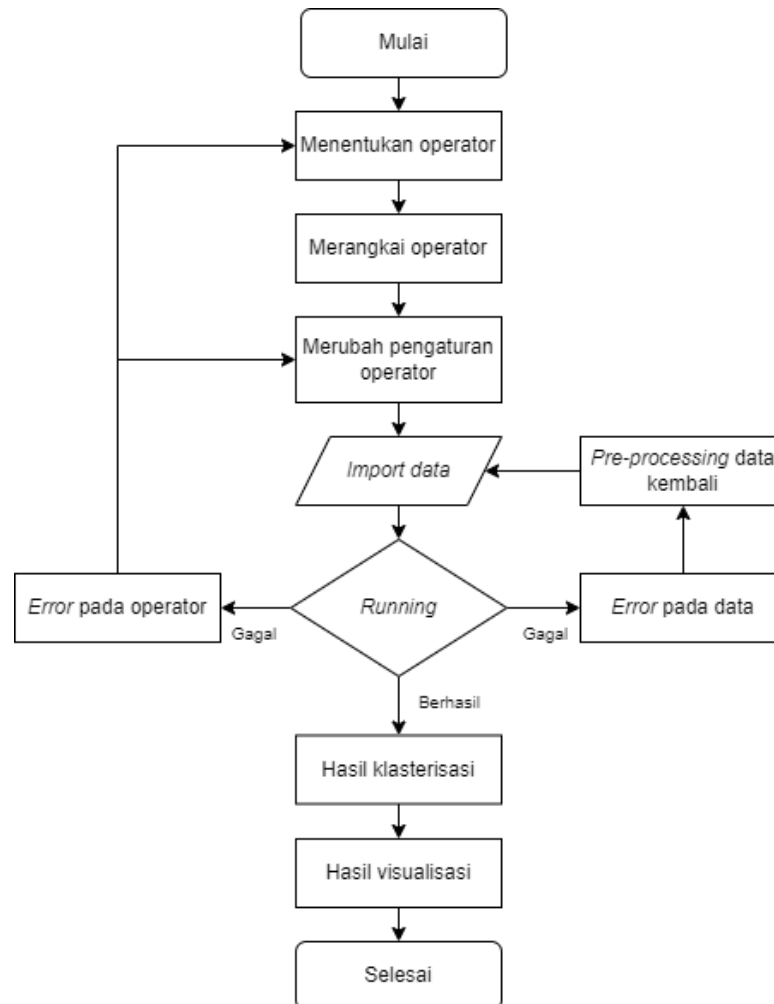 Mulai
Menentukan operator
Merangkai operator
Merubah pengaturan
operator
Import data
Pre-processing data
kembali
Error pada operator
Running
Error pada data
Gagal
Gagal
Berhasil
Hasil klasterisasi
Hasil visualisasi
Selesai